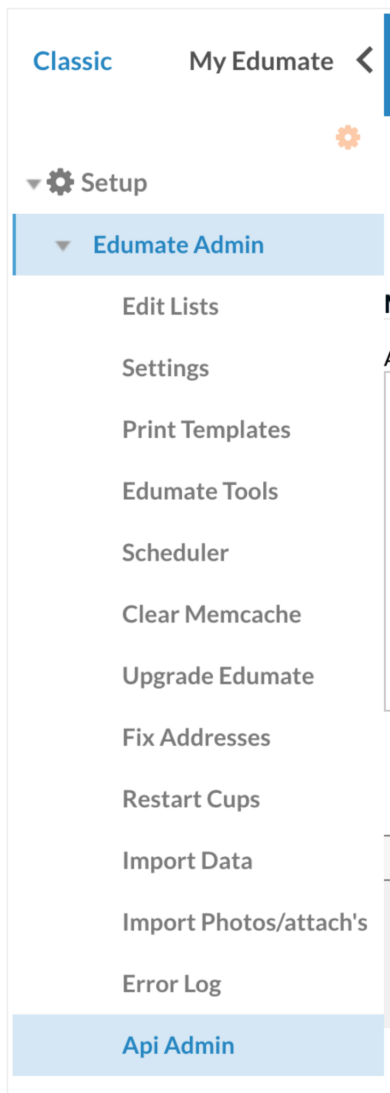 Classic My Edumate
Setup
Edumate Admin
Edit Lists
Settings
Print Templates
Edumate Tools
Scheduler
Clear Memcache
Upgrade Edumate
Fix Addresses
Restart Cups
Import Data
Import Photos/attach's
Error Log
Api Admin